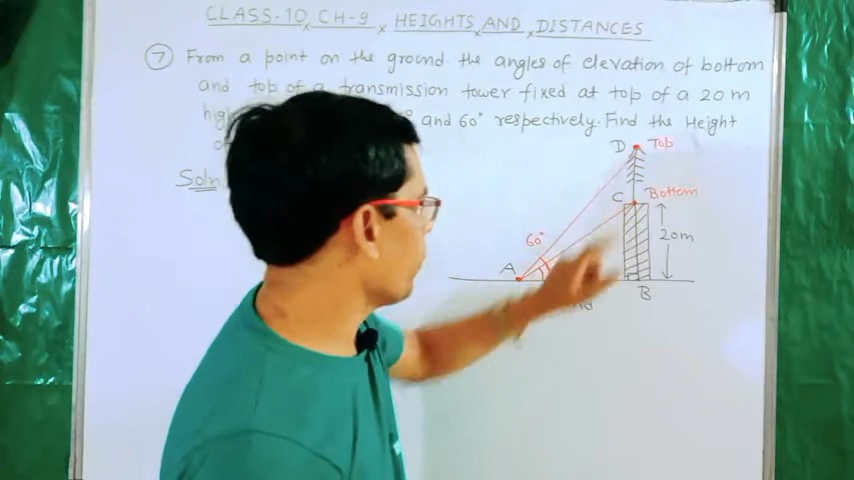 CLASS-10 CH-9 HEIGHTS AND DISTANCES
7 From a point on the ground the angles of elevation of bottom
and top of a transmission tower fixed at top of a 20 m
and 60° respectively. Find the Height
Soln
D Top
C Bottom
60°
20m
A
B